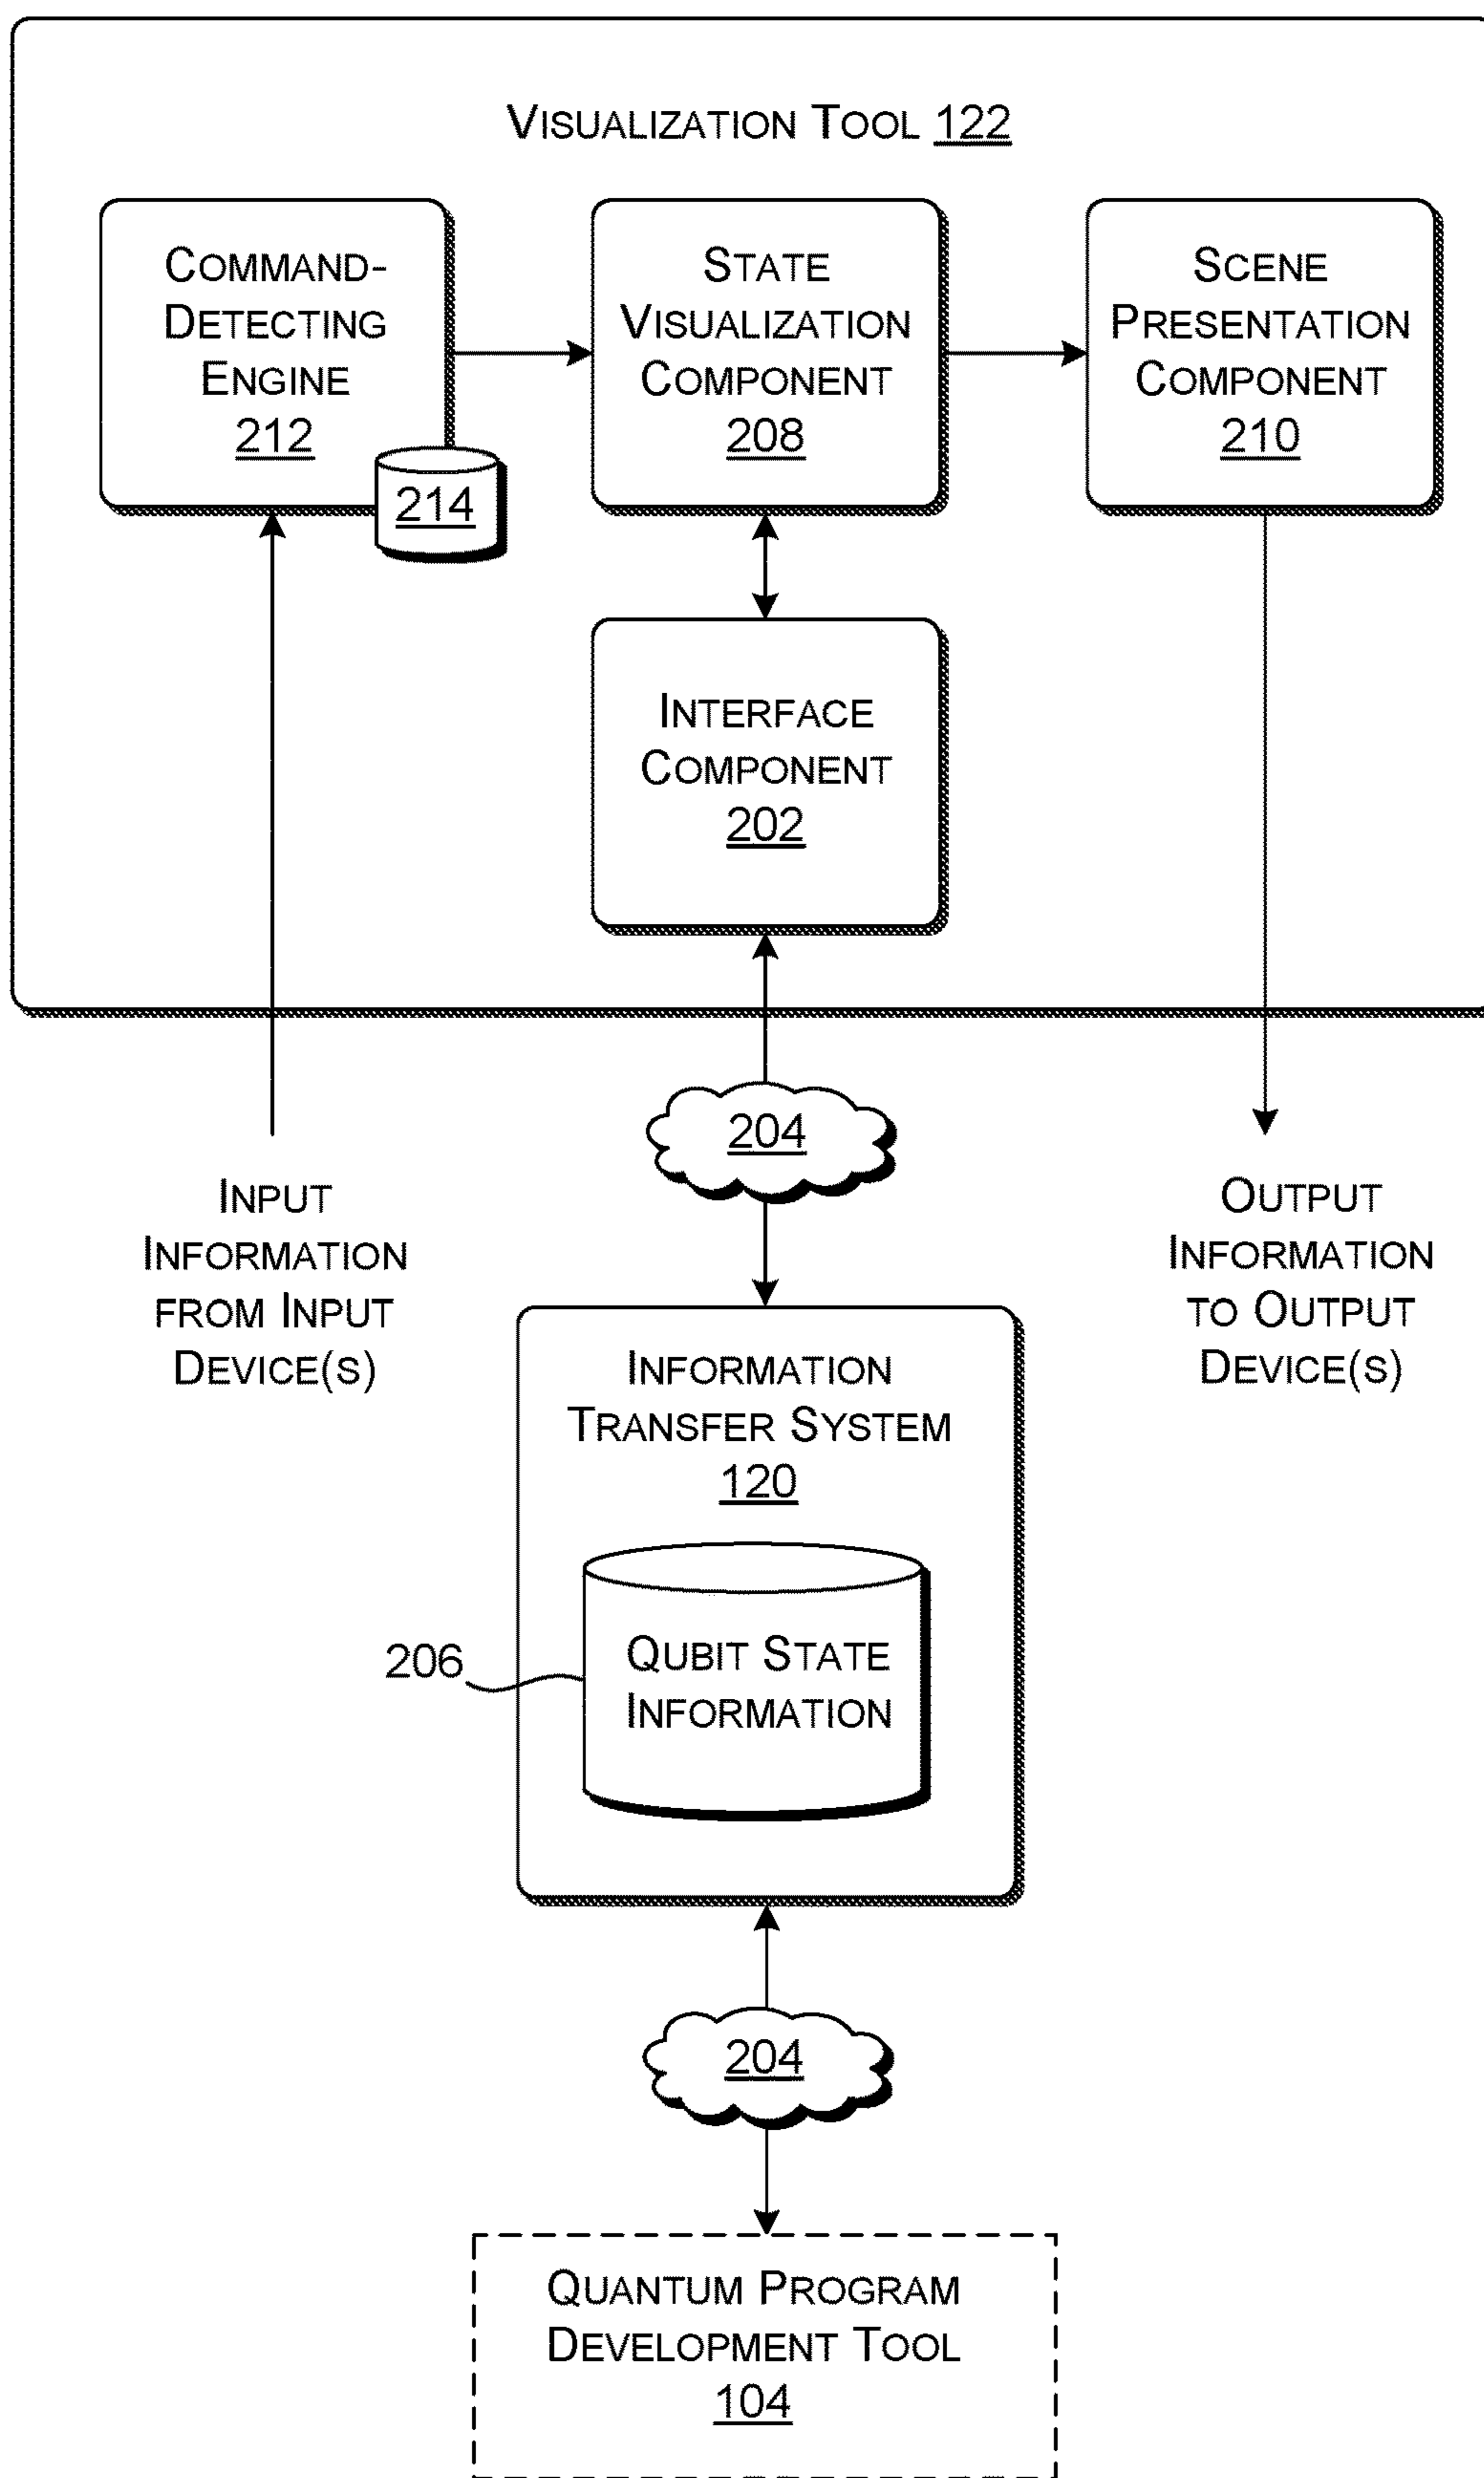 VISUALIZATION TOOL 122
COMMAND-
DETECTING
ENGINE
212
214
STATE
VISUALIZATION
COMPONENT
208
SCENE
PRESENTATION
COMPONENT
210
INTERFACE
COMPONENT
202
204
INPUT
INFORMATION
FROM INPUT
DEVICE(S)
OUTPUT
INFORMATION
TO OUTPUT
DEVICE(S)
INFORMATION
TRANSFER SYSTEM
120
206
QUBIT STATE
INFORMATION
204
QUANTUM PROGRAM
DEVELOPMENT TOOL
104